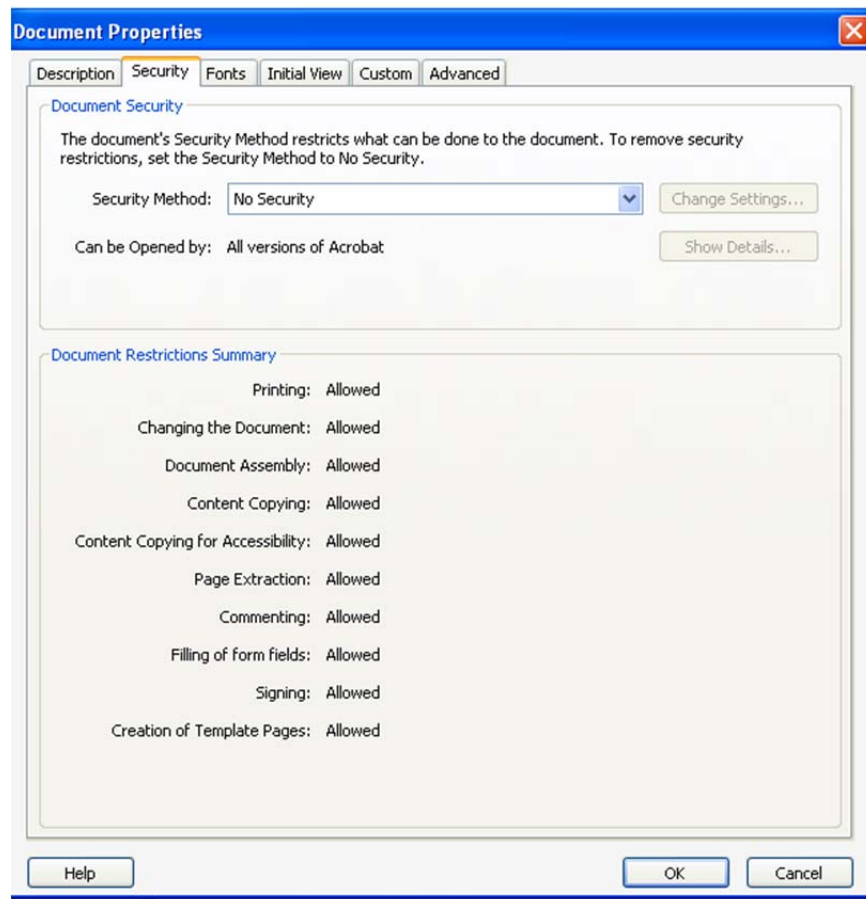 Document Properties
Description Security Fonts Initial View Custom Advanced
Document Security
The document's Security Method restricts what can be done to the document. To remove security
restrictions, set the Security Method to No Security.
Security Method: No Security Change Settings...
Can be Opened by: All versions of Acrobat Show Details...
Document Restrictions Summary
Printing: Allowed
Changing the Document: Allowed
Document Assembly: Allowed
Content Copying: Allowed
Content Copying for Accessibility: Allowed
Page Extraction: Allowed
Commenting: Allowed
Filling of form fields: Allowed
Signing: Allowed
Creation of Template Pages: Allowed
Help OK Cancel